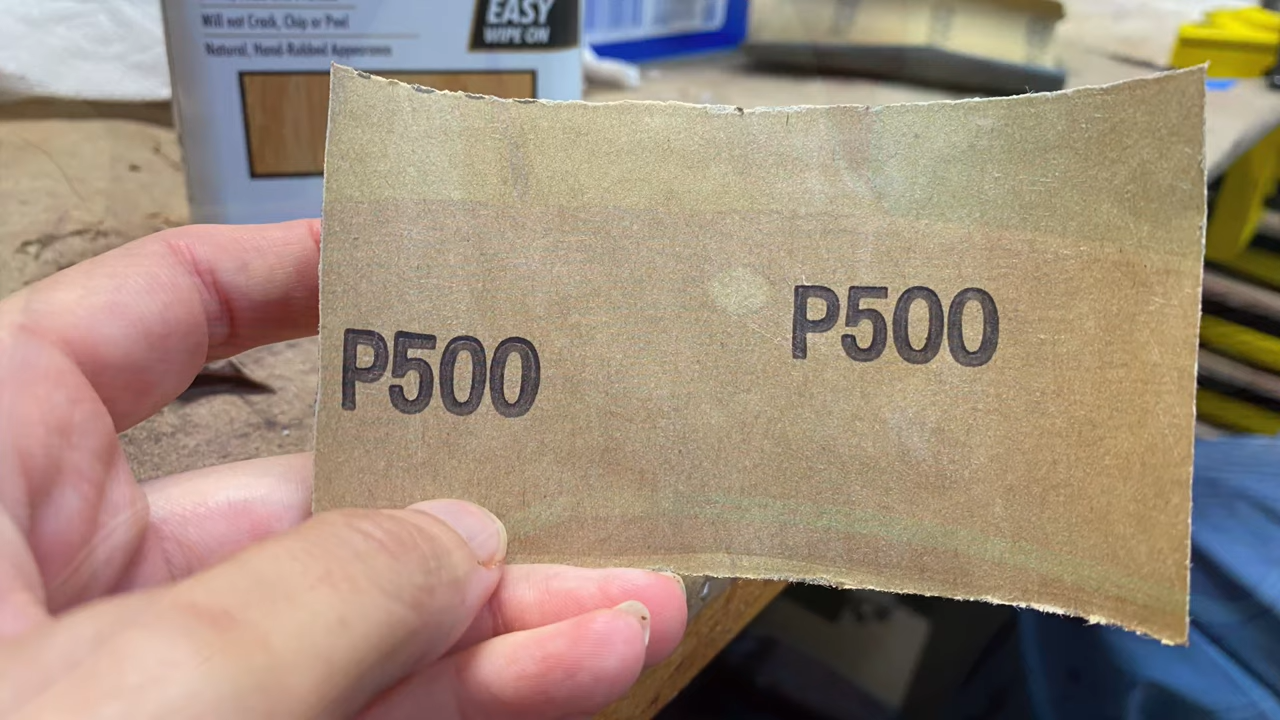 Will not Crack, Chip or Peel
Natural, Hand-Rubbed Appearance
EASY
WIPE ON
P500
P500